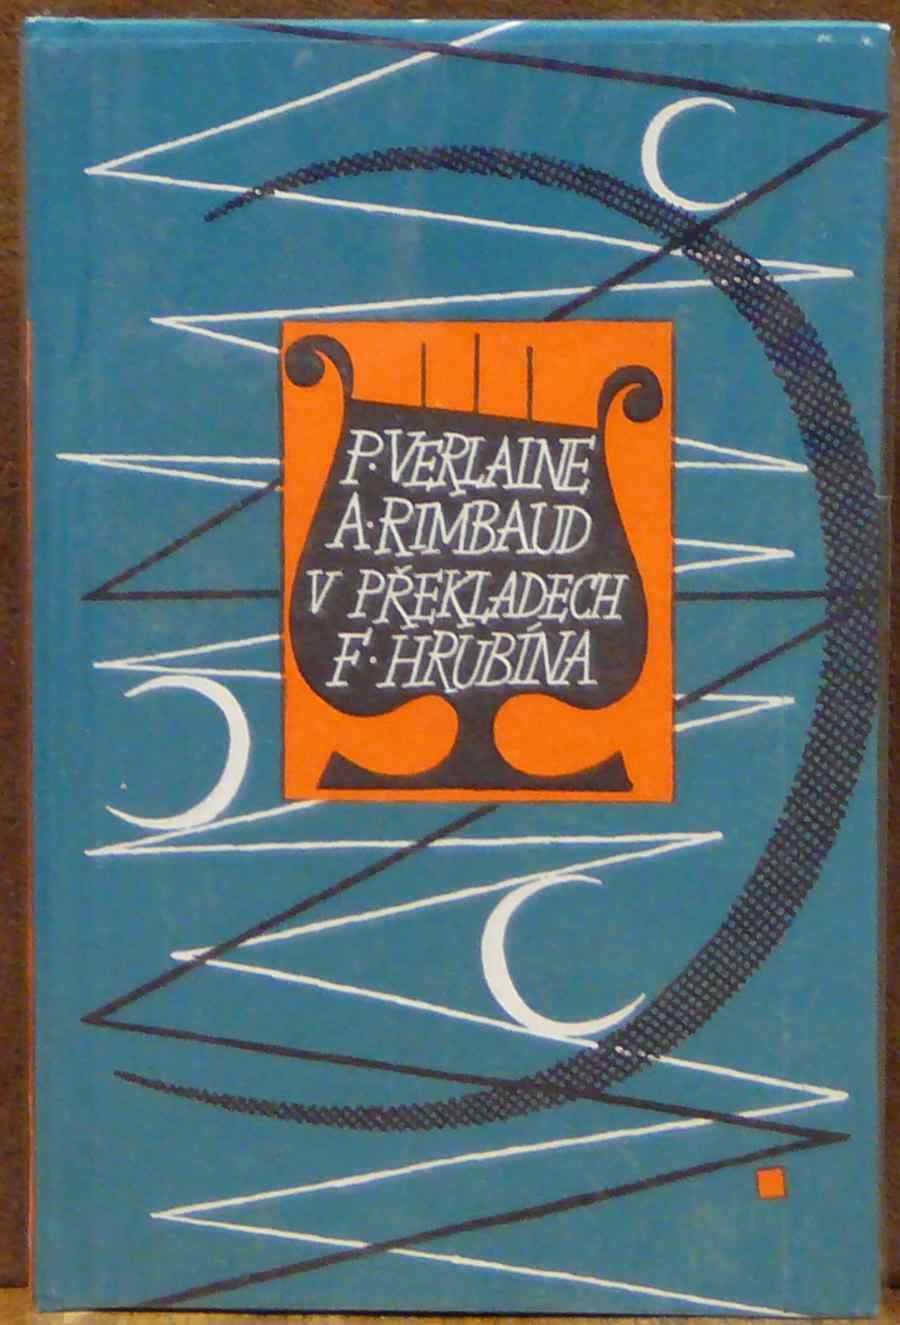 P. VERLAINE
A. RIMBAUD
V PŘEKLADECH
F. HRUBÍNA